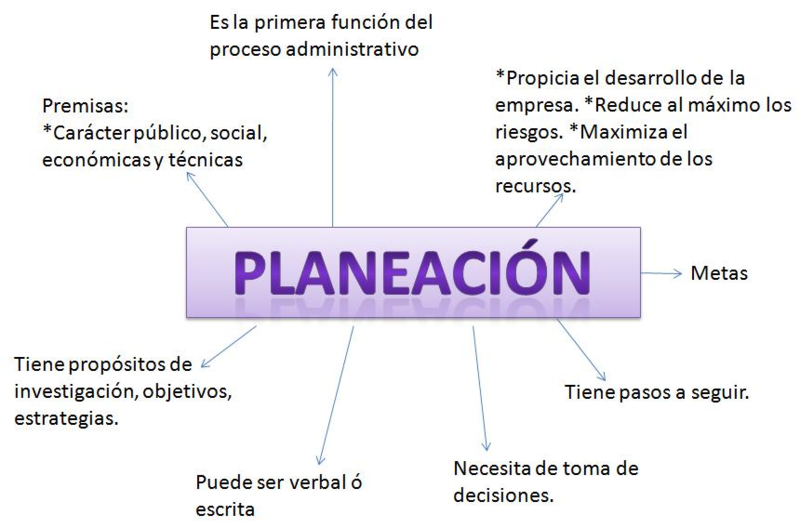 Es la primera función del
proceso administrativo
*Propicia el desarrollo de la
empresa. *Reduce al máximo los
riesgos. *Maximiza el
aprovechamiento de los
recursos.
Premisas:
*Carácter público, social,
económicas y técnicas
PLANEACIÓN
Metas
Tiene propósitos de
investigación, objetivos,
estrategias.
Tiene pasos a seguir.
Puede ser verbal ó
escrita
Necesita de toma de
decisiones.